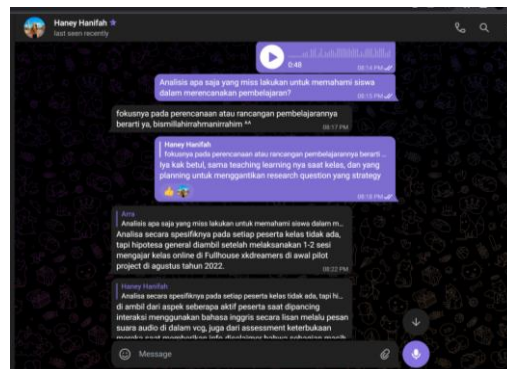 Haney Hanifah
last seen recently
0:48
08:14 PM
Analisis apa saja yang miss lakukan untuk memahami siswa
dalam merencanakan pembelajaran?
08:15 PM
fokusnya pada perencanaan atau rancangan pembelajarannya
berarti ya, bismillahirrahmanirrahim ^^
08:17 PM
Haney Hanifah
fokusnya pada perencanaan atau rancangan pembelajarannya berarti ...
Iya kak betul, sama teaching learning nya saat kelas, dan yang
planning untuk menggantikan research question yang strategy
08:18 PM
Arra
Analisis apa saja yang miss lakukan untuk memahami siswa dalam m...
Analisa secara spesifiknya pada setiap peserta kelas tidak ada,
tapi hipotesa general diambil setelah melaksanakan 1-2 sesi
mengajar kelas online di Fullhouse xkdreamers di awal pilot
project di agustus tahun 2022.
08:22 PM
Haney Hanifah
Analisa secara spesifiknya pada setiap peserta kelas tidak ada, tapi hi...
di ambil dari aspek seberapa aktif peserta saat dipancing
interaksi menggunakan bahasa inggris secara lisan melalu pesan
suara audio di dalam vcg, juga dari assessment keterbukaan
Message